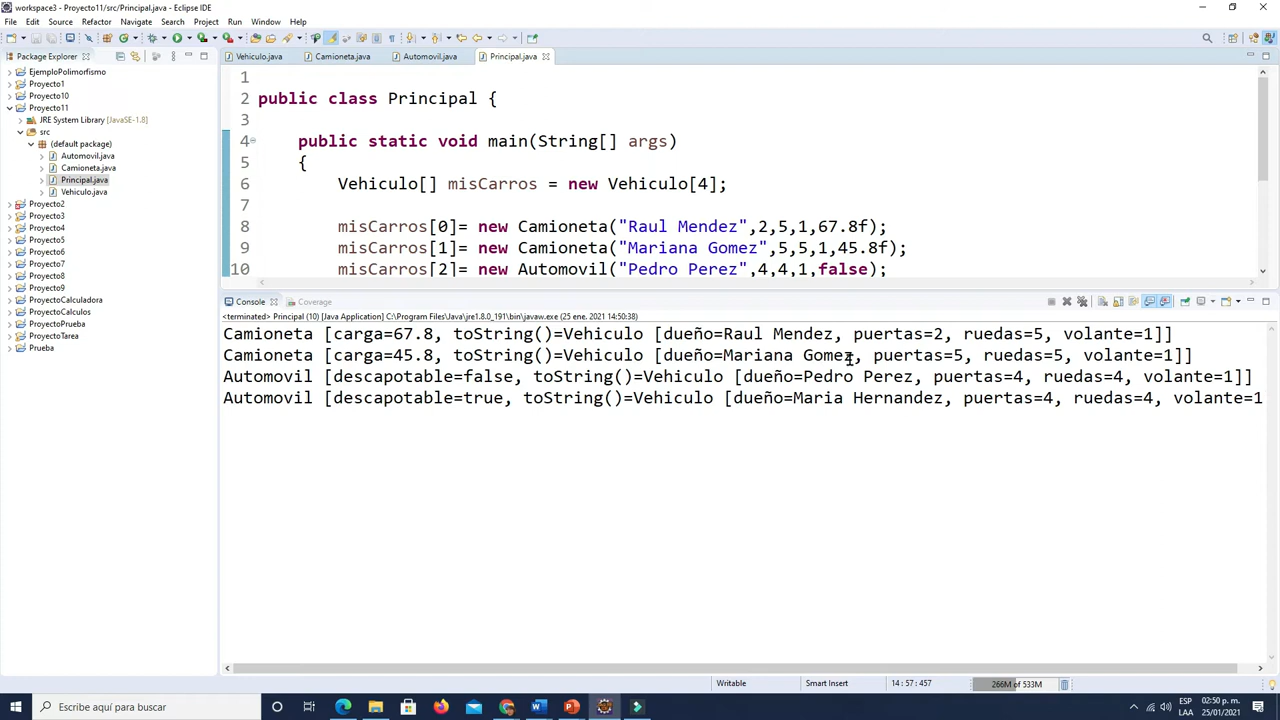 workspace3 - Proyecto11/src/Principal.java - Eclipse IDE
File Edit Source Refactor Navigate Search Project Run Window Help
Package Explorer
EjemploPolimorfismo
Proyecto1
Proyecto10
Proyecto11
JRE System Library [JavaSE-1.8]
src
(default package)
Automovil.java
Camioneta.java
Principal.java
Vehiculo.java
Proyecto2
Proyecto3
Proyecto4
Proyecto5
Proyecto6
Proyecto7
Proyecto8
Proyecto9
ProyectoCalculadora
ProyectoCalculos
ProyectoPrueba
ProyectoTarea
Prueba
Vehiculo.java Camioneta.java Automovil.java Principal.java
1
2 public class Principal {
3
4 public static void main(String[] args)
5 {
6 Vehiculo[] misCarros = new Vehiculo[4];
7
8 misCarros[0]= new Camioneta("Raul Mendez",2,5,1,67.8f);
9 misCarros[1]= new Camioneta("Mariana Gomez",5,5,1,45.8f);
10 misCarros[2]= new Automovil("Pedro Perez",4,4,1,false);
Console Coverage
<terminated> Principal (10) [Java Application] C:\Program Files\Java\jre1.8.0_191\bin\javaw.exe (25 ene. 2021 14:50:38)
Camioneta [carga=67.8, toString()=Vehiculo [dueño=Raul Mendez, puertas=2, ruedas=5, volante=1]]
Camioneta [carga=45.8, toString()=Vehiculo [dueño=Mariana Gomez, puertas=5, ruedas=5, volante=1]]
Automovil [descapotable=false, toString()=Vehiculo [dueño=Pedro Perez, puertas=4, ruedas=4, volante=1]]
Automovil [descapotable=true, toString()=Vehiculo [dueño=Maria Hernandez, puertas=4, ruedas=4, volante=1
Writable Smart Insert 14 : 57 : 457 266M of 533M
Escribe aquí para buscar
ESP 02:50 p. m.
LAA 25/01/2021